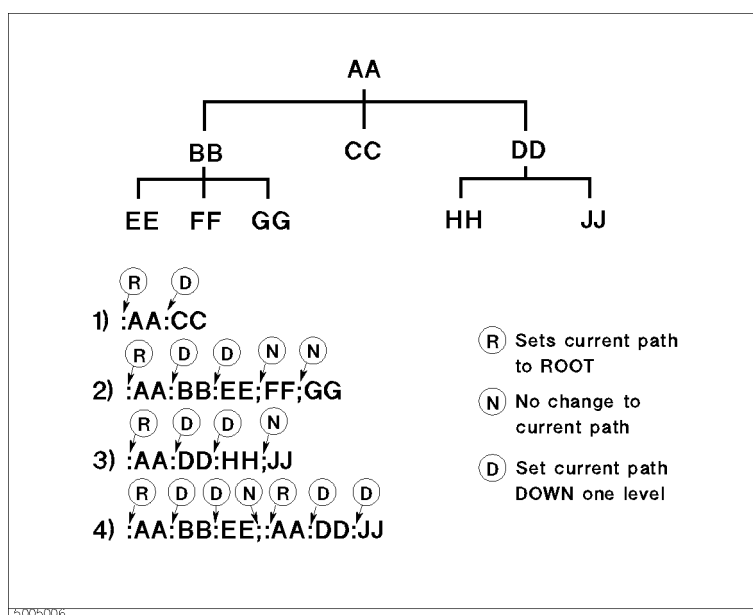 AA
BB CC DD
EE FF GG HH JJ
R D
1) :AA:CC
R D D N N
2) :AA:BB:EE;FF;GG
R D D N
3) :AA:DD:HH;JJ
R D D N R D D
4) :AA:BB:EE;:AA:DD:JJ
R Sets current path
to ROOT
N No change to
current path
D Set current path
DOWN one level
5005006